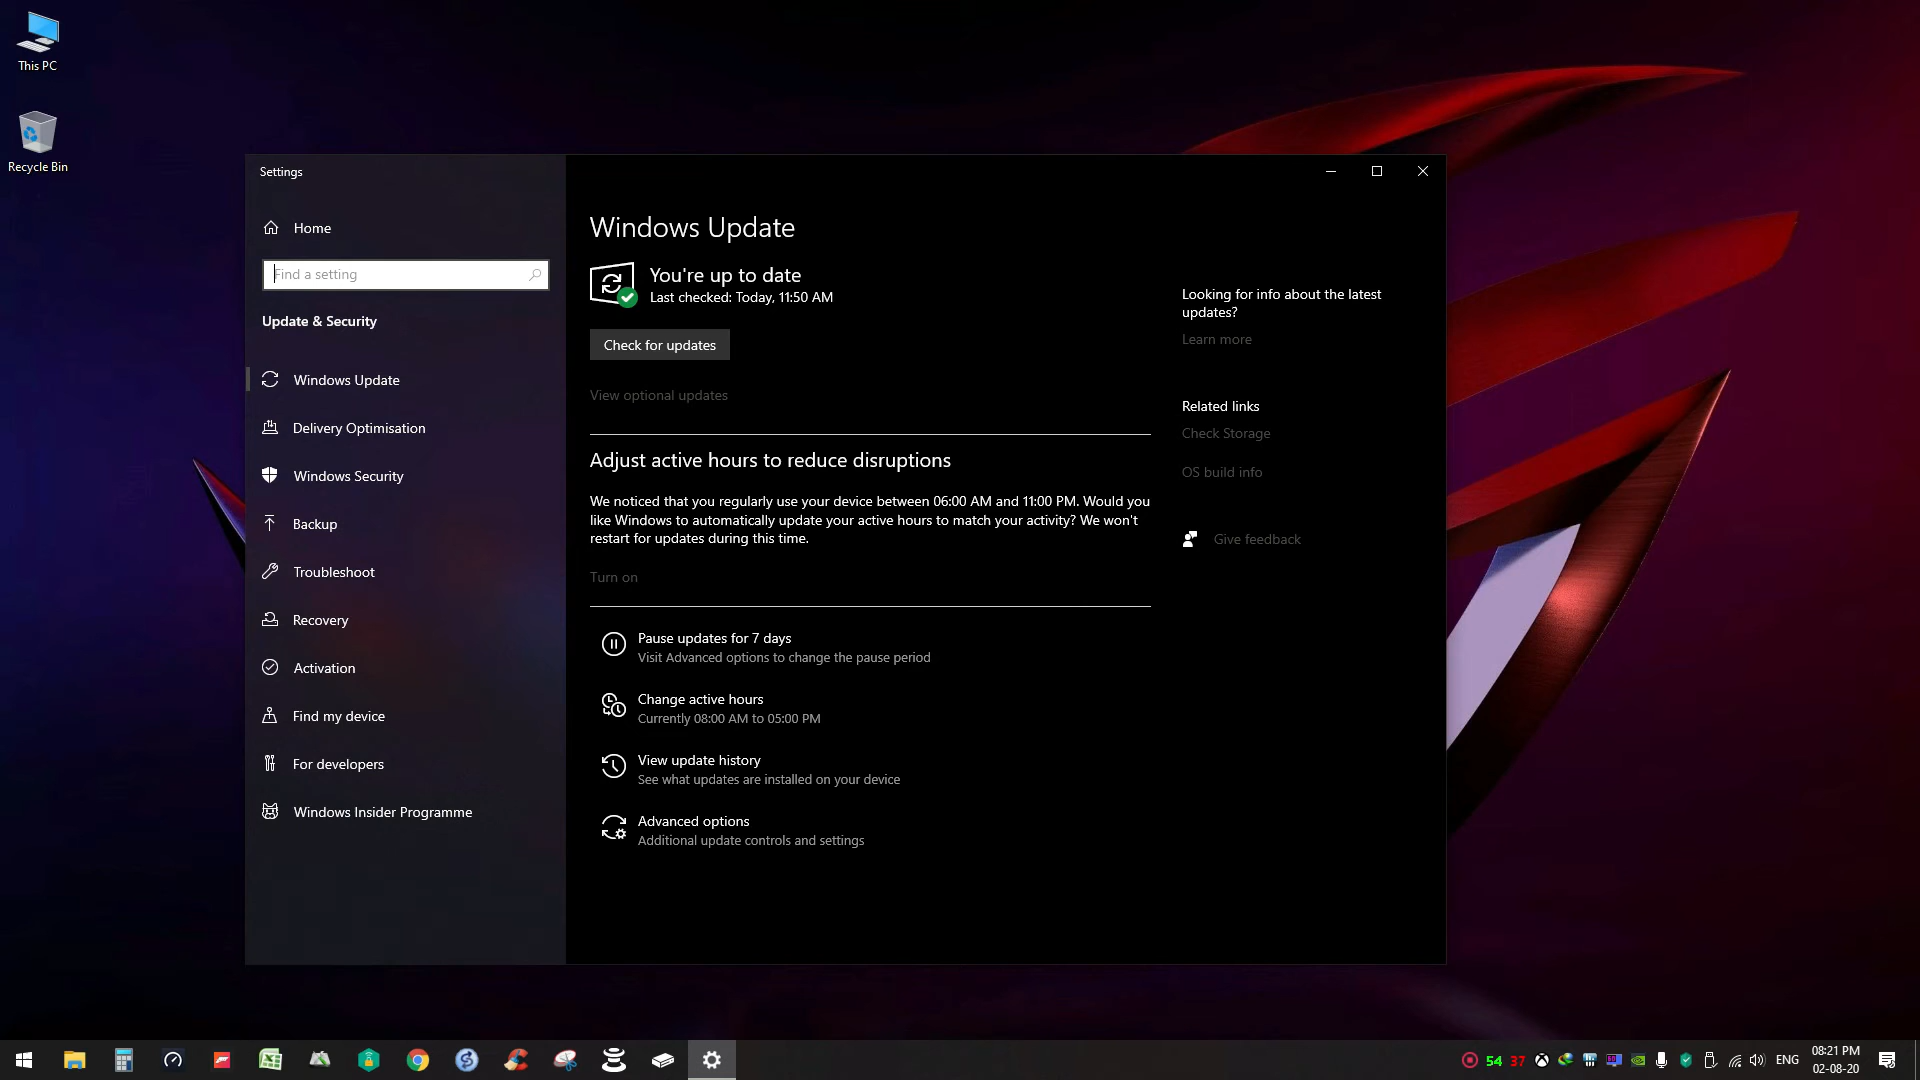 This PC
Recycle Bin
Settings
Home
Find a setting
Update & Security
Windows Update
Delivery Optimisation
Windows Security
Backup
Troubleshoot
Recovery
Activation
Find my device
For developers
Windows Insider Programme
Windows Update
You're up to date
Last checked: Today, 11:50 AM
Check for updates
View optional updates
Adjust active hours to reduce disruptions
We noticed that you regularly use your device between 06:00 AM and 11:00 PM. Would you
like Windows to automatically update your active hours to match your activity? We won't
restart for updates during this time.
Turn on
Pause updates for 7 days
Visit Advanced options to change the pause period
Change active hours
Currently 08:00 AM to 05:00 PM
View update history
See what updates are installed on your device
Advanced options
Additional update controls and settings
Looking for info about the latest
updates?
Learn more
Related links
Check Storage
OS build info
Give feedback
54 37 ENG
08:21 PM
02-08-20